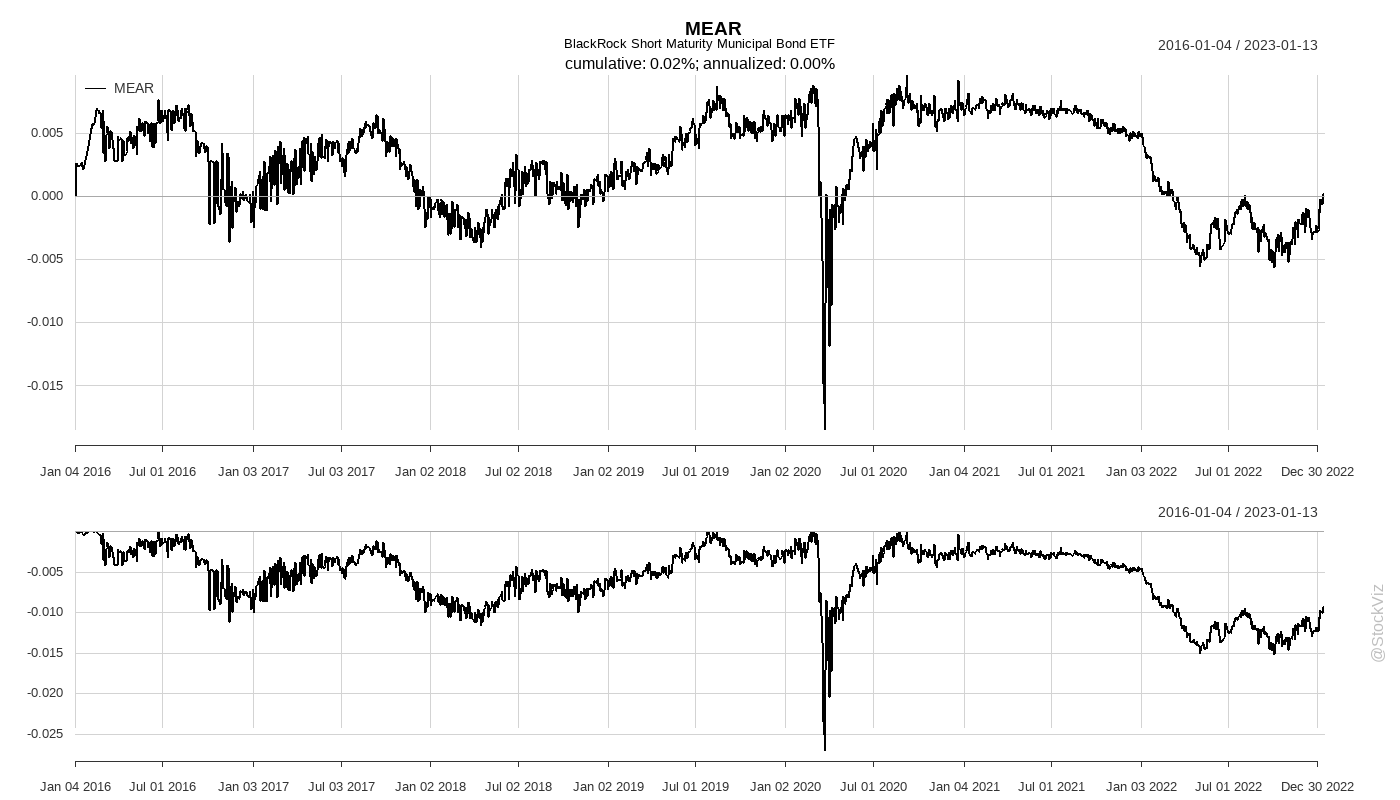 MEAR
BlackRock Short Maturity Municipal Bond ETF
cumulative: 0.02%; annualized: 0.00%
2016-01-04 / 2023-01-13
MEAR
0.005
0.000
-0.005
-0.010
-0.015
Jan 04 2016 Jul 01 2016 Jan 03 2017 Jul 03 2017 Jan 02 2018 Jul 02 2018 Jan 02 2019 Jul 01 2019 Jan 02 2020 Jul 01 2020 Jan 04 2021 Jul 01 2021 Jan 03 2022 Jul 01 2022 Dec 30 2022
2016-01-04 / 2023-01-13
-0.005
-0.010
-0.015
-0.020
-0.025
Jan 04 2016 Jul 01 2016 Jan 03 2017 Jul 03 2017 Jan 02 2018 Jul 02 2018 Jan 02 2019 Jul 01 2019 Jan 02 2020 Jul 01 2020 Jan 04 2021 Jul 01 2021 Jan 03 2022 Jul 01 2022 Dec 30 2022
@StockViz